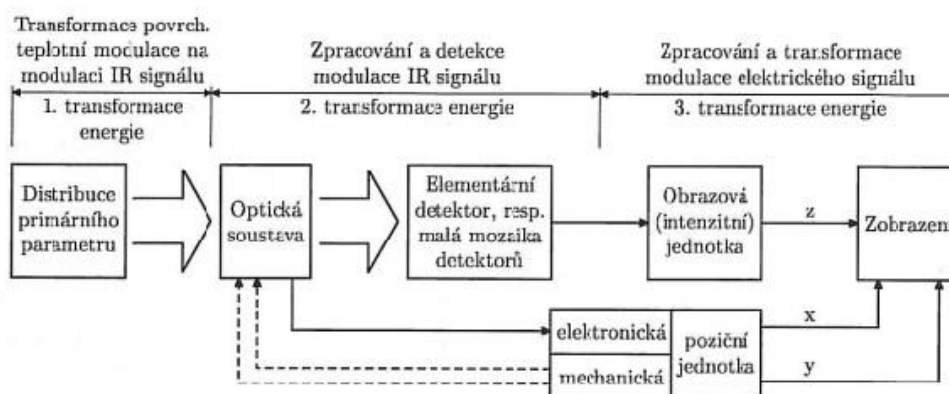 Transformace povrch.
teplotní modulace na
modulaci IR signálu
1. transformace
energie
Zpracování a detekce
modulace IR signálu
2. transformace energie
Zpracování a transformace
modulace elektrického signálu
3. transformace energie
Distribuce
primárního
parametru
Optická
soustava
Elementární
detektor, resp.
malá mozaika
detektorů
Obrazová
(intenzitní)
jednotka
z
Zobrazení
elektronická
mechanická
poziční
jednotka
x
y